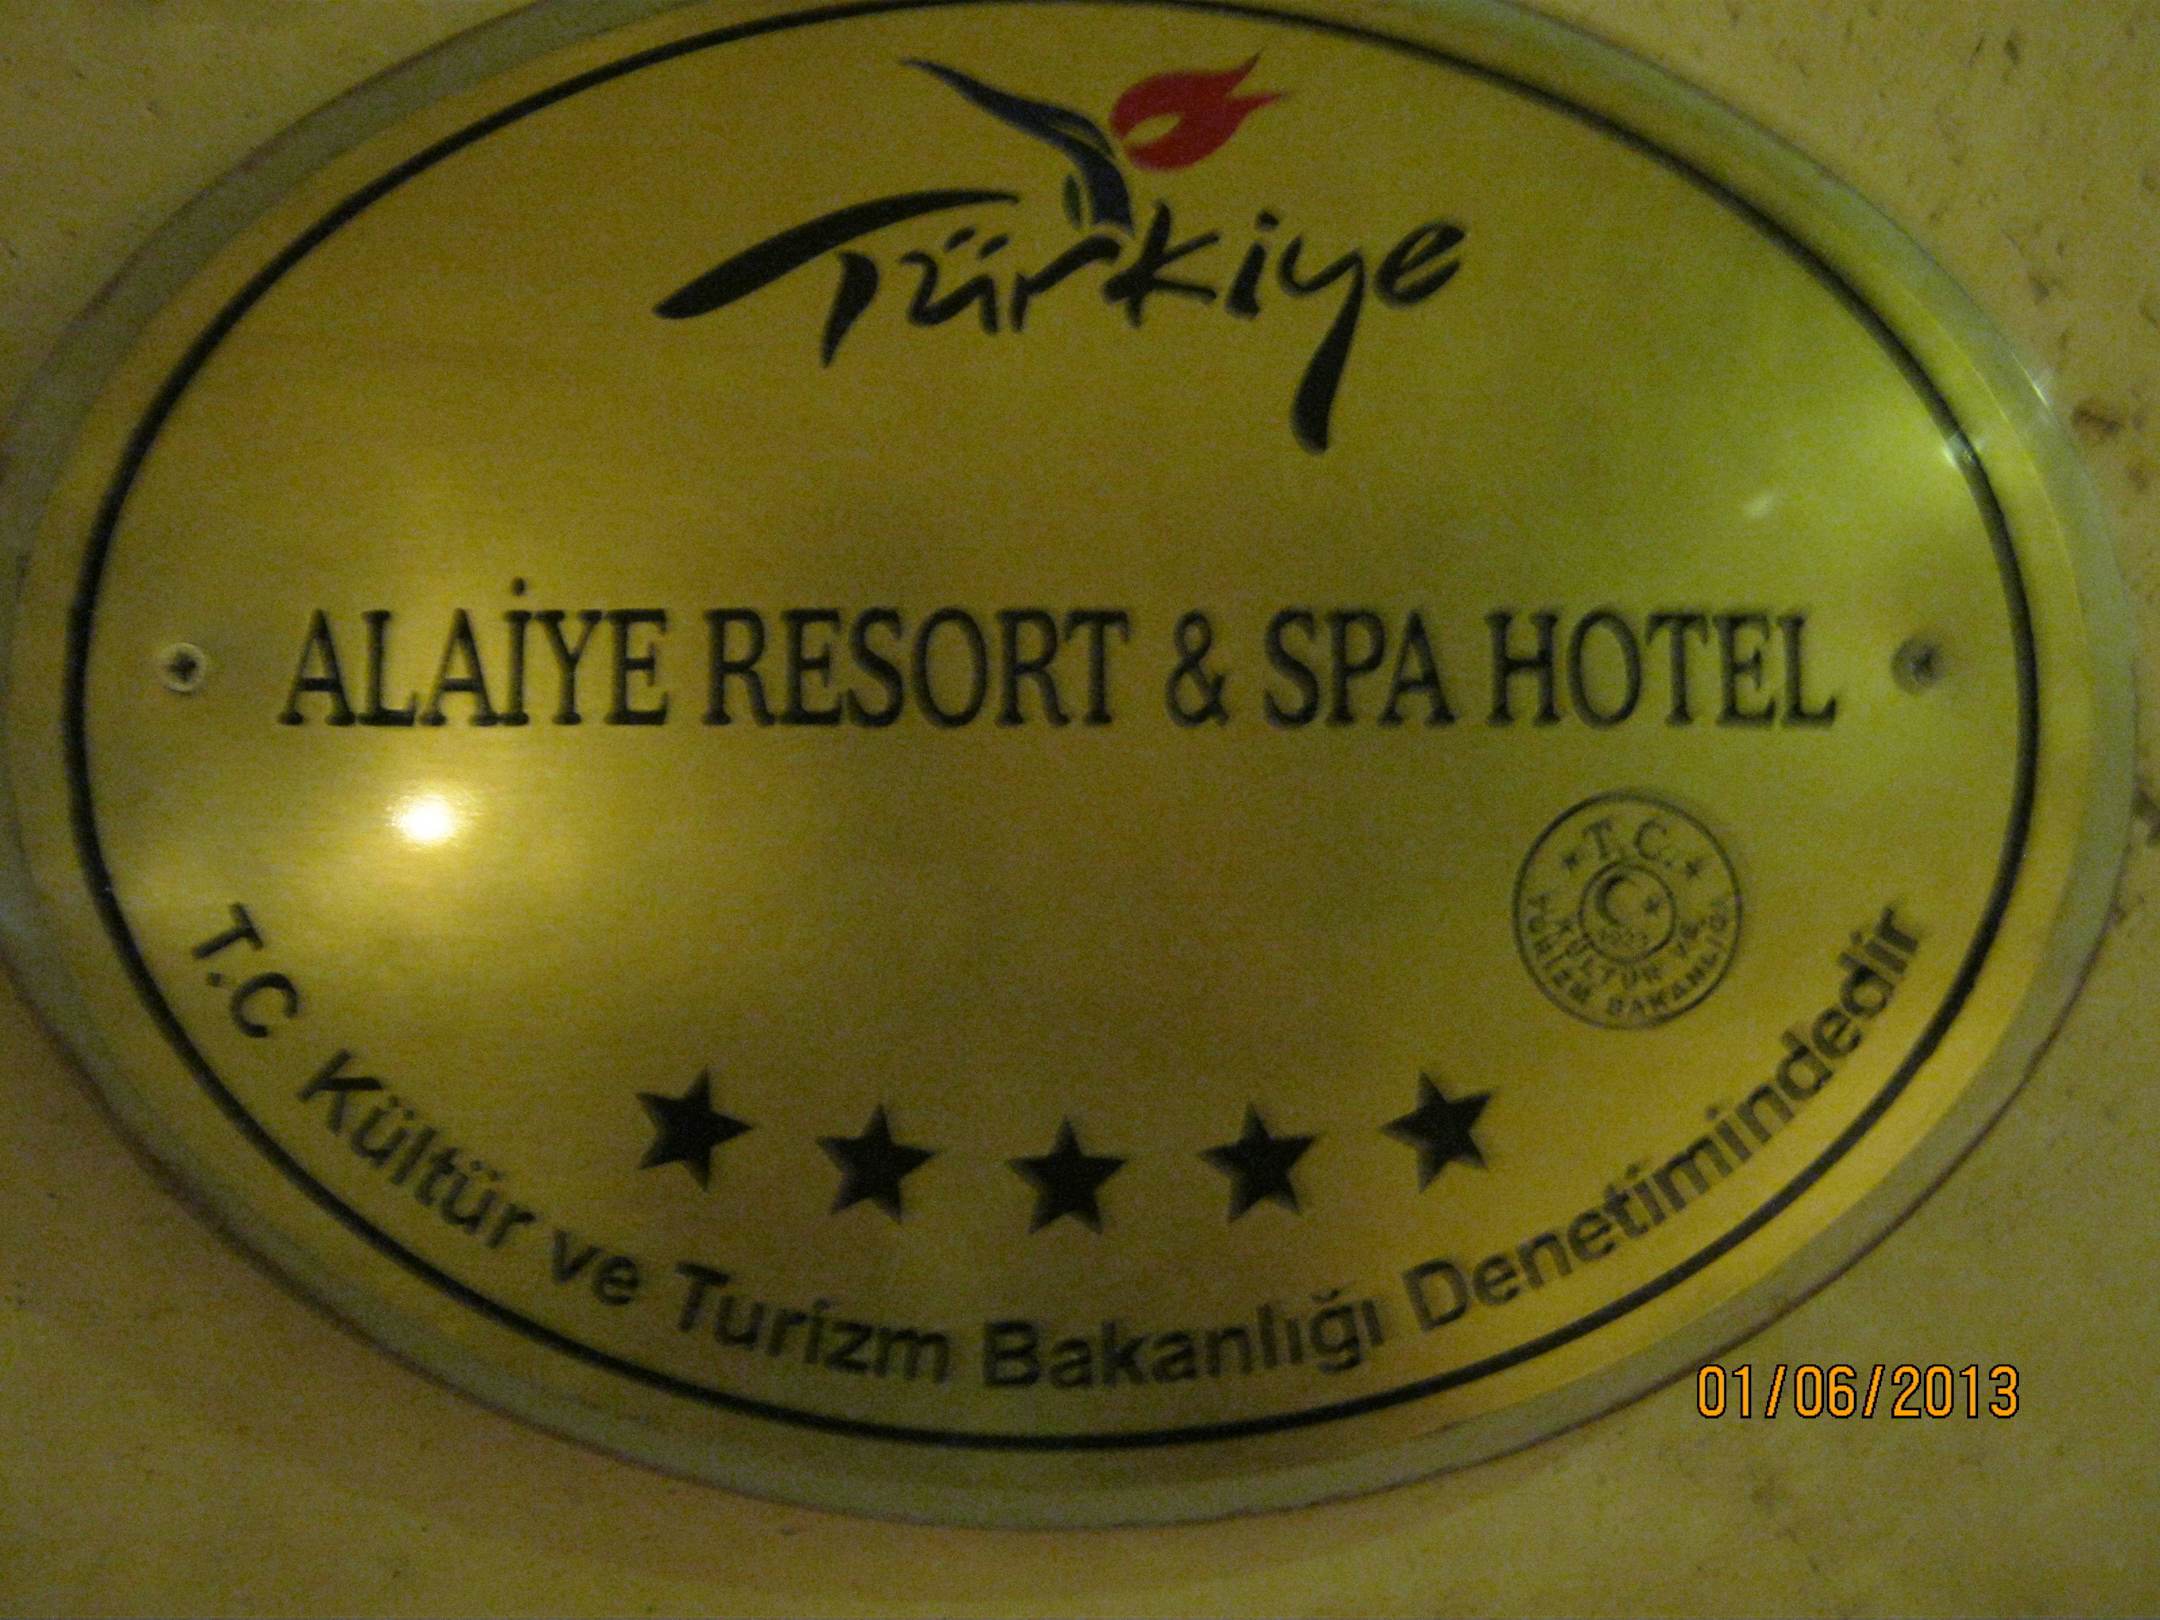 Türkiye
ALAİYE RESORT & SPA HOTEL
T.C.
KÜLTÜR VE
TURİZM BAKANLIĞI
T.C Kültür ve Turizm Bakanlığı Denetimindedir
01/06/2013